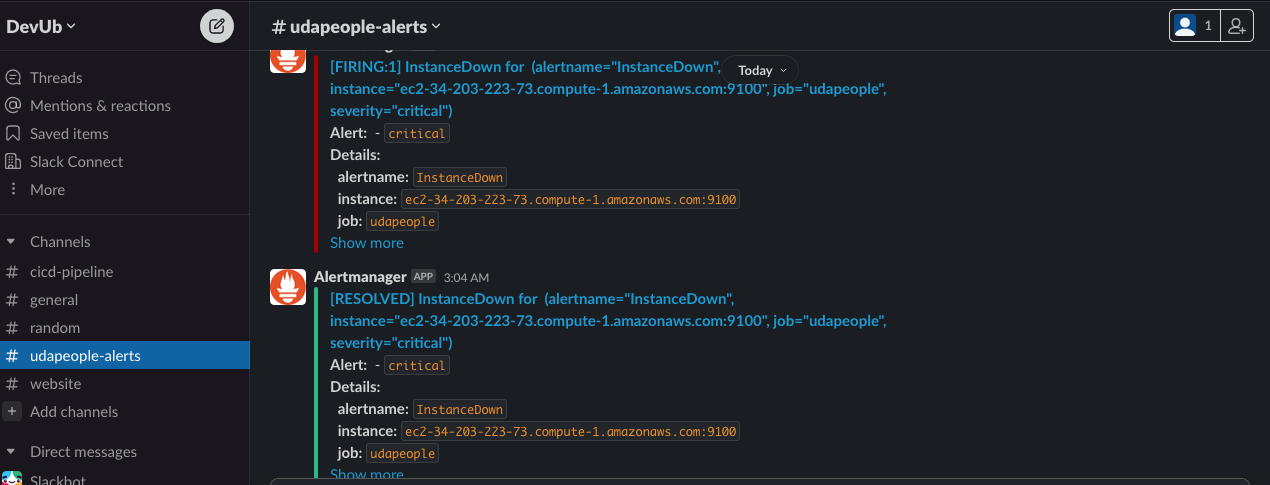 DevUb
Threads
Mentions & reactions
Saved items
Slack Connect
More
Channels
# cicd-pipeline
# general
# random
# udapeople-alerts
# website
+ Add channels
Direct messages
Slackbot
# udapeople-alerts
1
Today
[FIRING:1] InstanceDown for (alertname="InstanceDown",
instance="ec2-34-203-223-73.compute-1.amazonaws.com:9100", job="udapeople",
severity="critical")
Alert: - critical
Details:
alertname: InstanceDown
instance: ec2-34-203-223-73.compute-1.amazonaws.com:9100
job: udapeople
Show more
Alertmanager APP 3:04 AM
[RESOLVED] InstanceDown for (alertname="InstanceDown",
instance="ec2-34-203-223-73.compute-1.amazonaws.com:9100", job="udapeople",
severity="critical")
Alert: - critical
Details:
alertname: InstanceDown
instance: ec2-34-203-223-73.compute-1.amazonaws.com:9100
job: udapeople
Show more